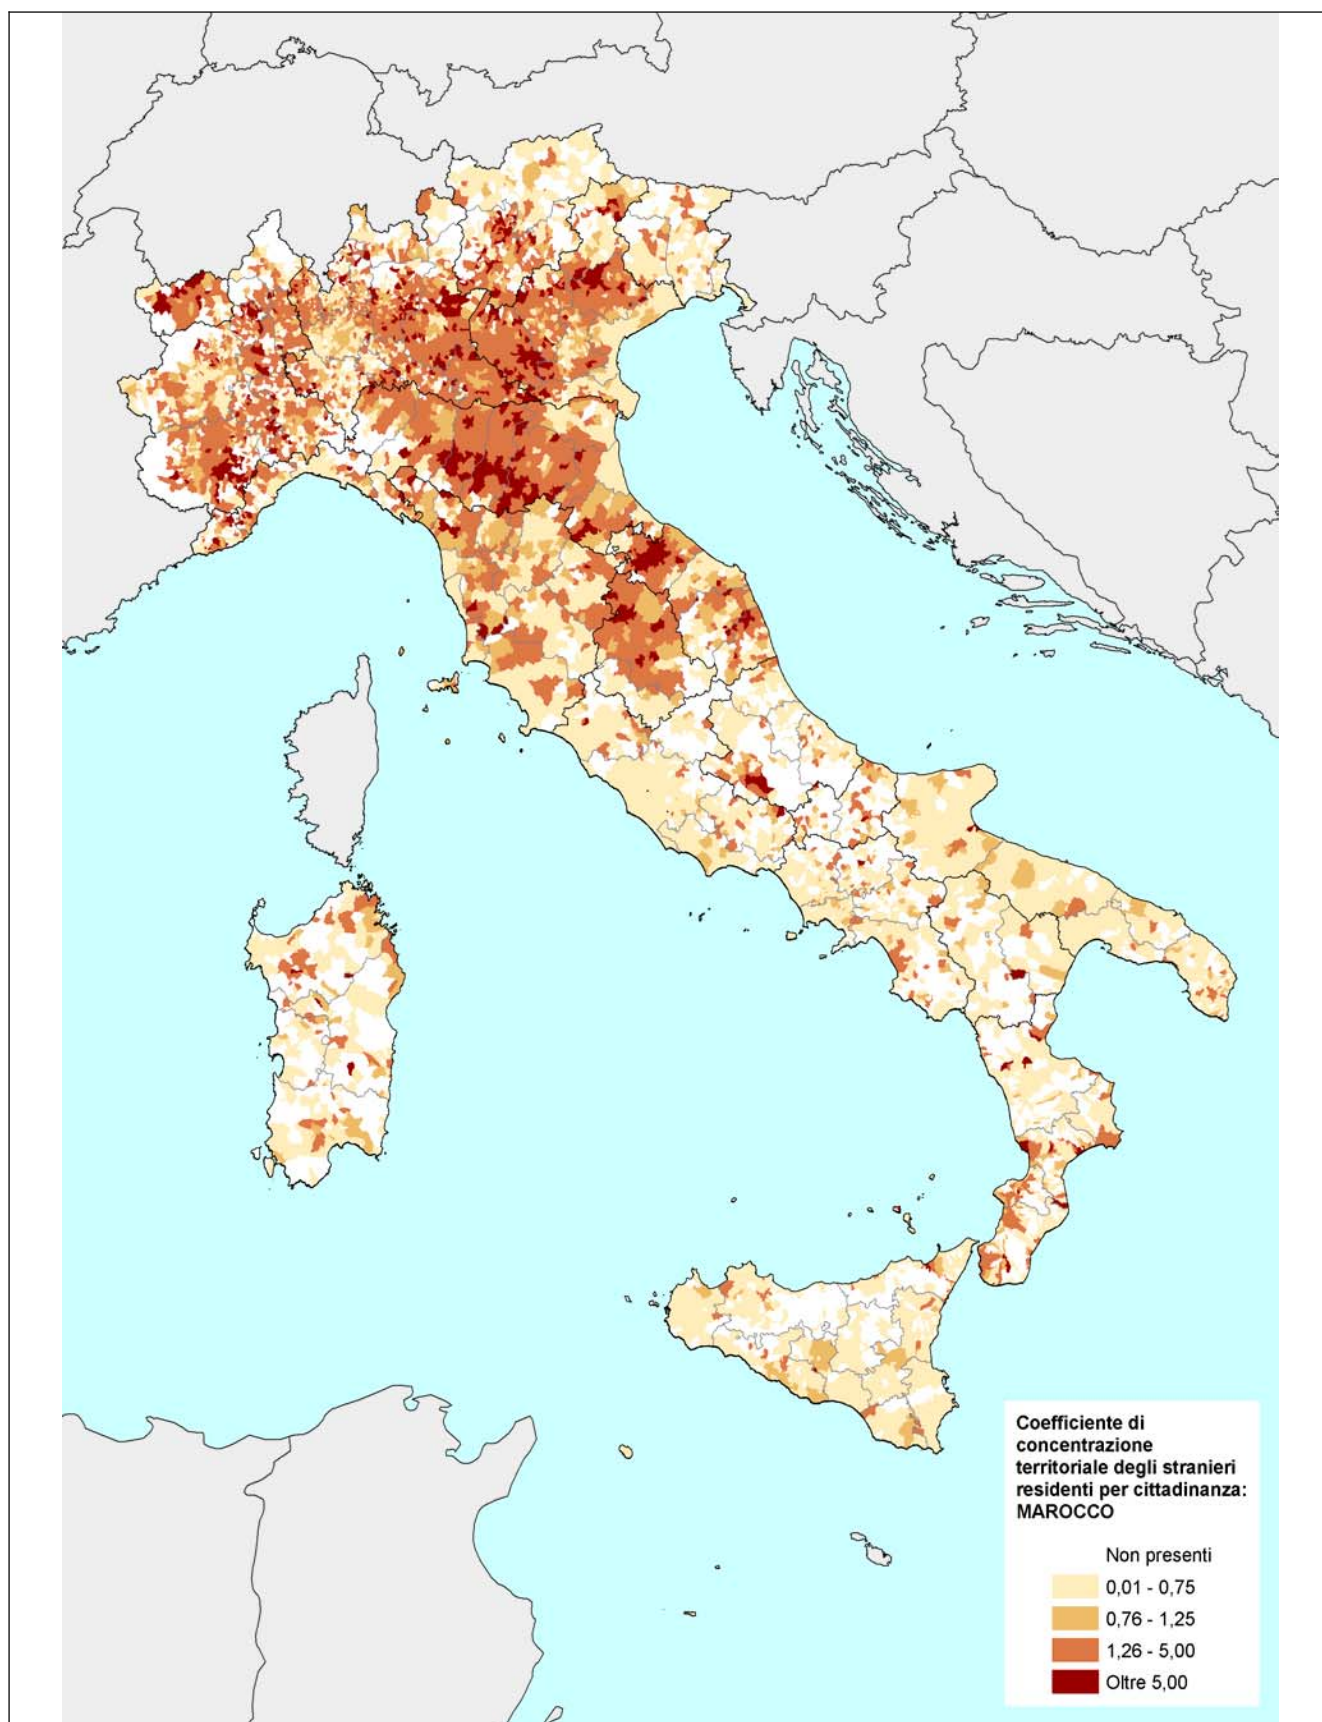 Coefficiente di
concentrazione
territoriale degli stranieri
residenti per cittadinanza:
MAROCCO
Non presenti
0,01 - 0,75
0,76 - 1,25
1,26 - 5,00
Oltre 5,00